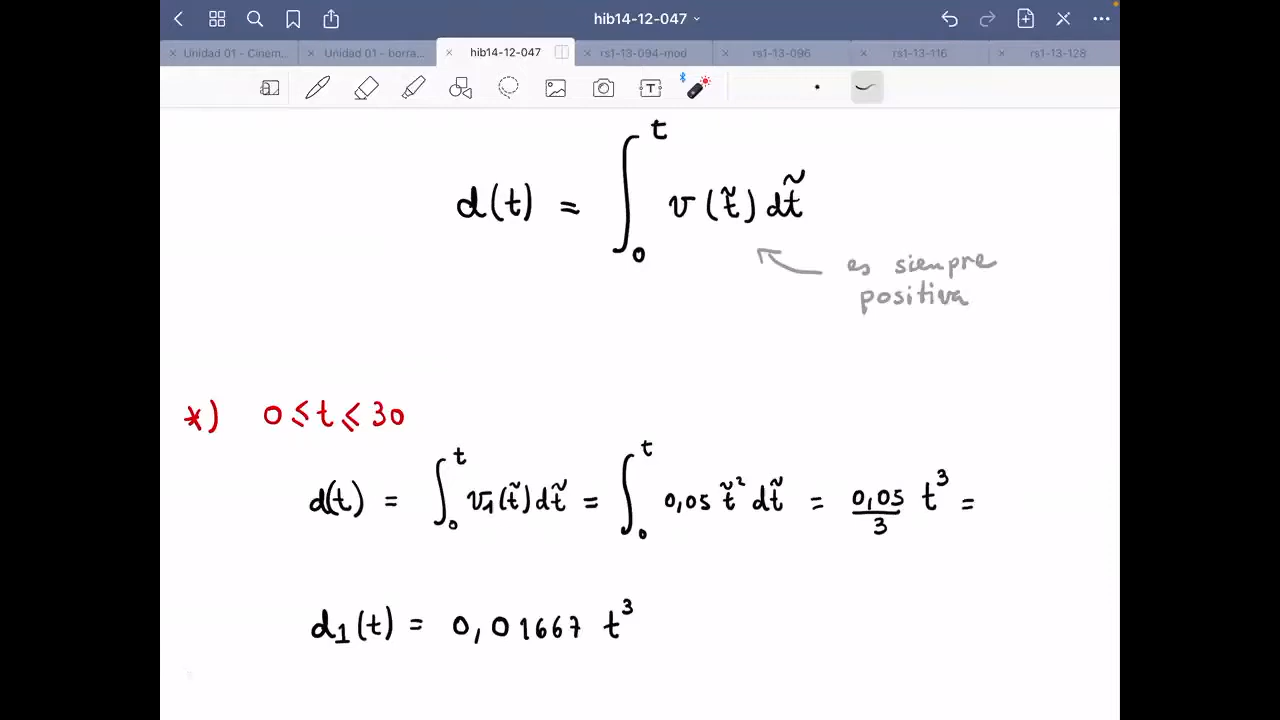 hib14-12-047
Unidad 01 - Cinem...
Unidad 01 - borra...
hib14-12-047
rs1-13-094-mod
rs1-13-096
rs1-13-116
rs1-13-128
T
d(t) = ∫₀ᵗ v(t̃) dt̃
es siempre
positiva
*) 0 ≤ t ≤ 30
d(t) = ∫₀ᵗ v₁(t̃) dt̃ = ∫₀ᵗ 0,05 t̃² dt̃ = 0,05/3 t³ =
d₁(t) = 0,01667 t³